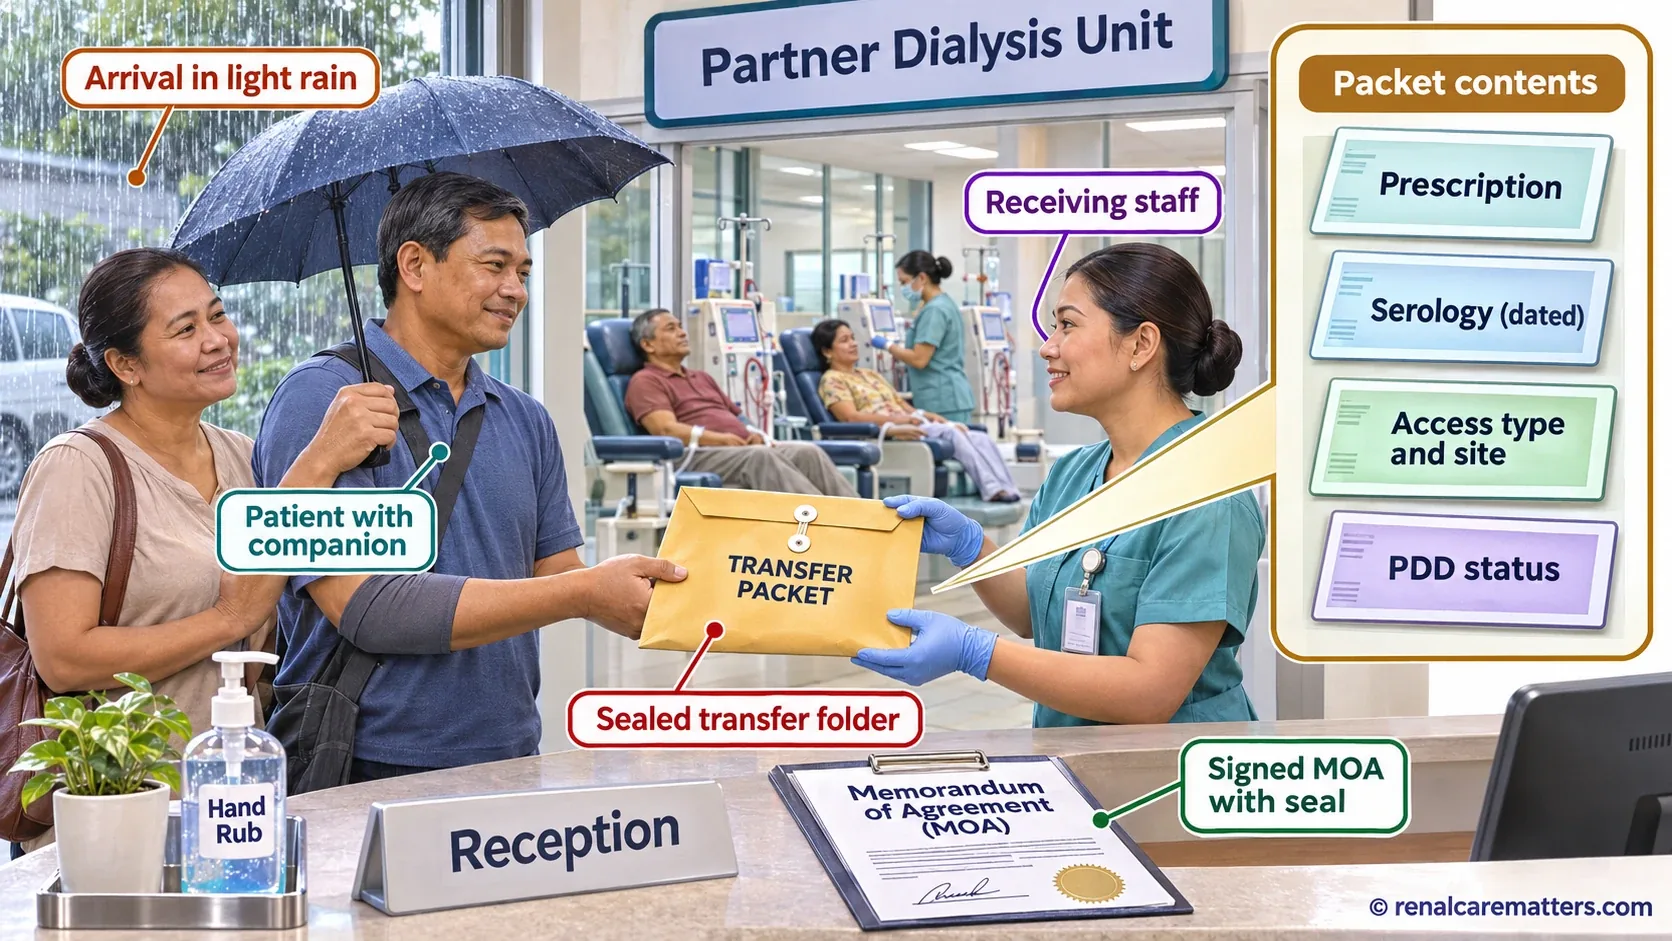 Arrival in light rain
Partner Dialysis Unit
Packet contents
Prescription
Serology (dated)
Access type
and site
PDD status
Receiving staff
Patient with
companion
TRANSFER
PACKET
Sealed transfer folder
Signed MOA
with seal
Hand
Rub
Reception
Memorandum
of Agreement
(MOA)
© renalcarematters.com